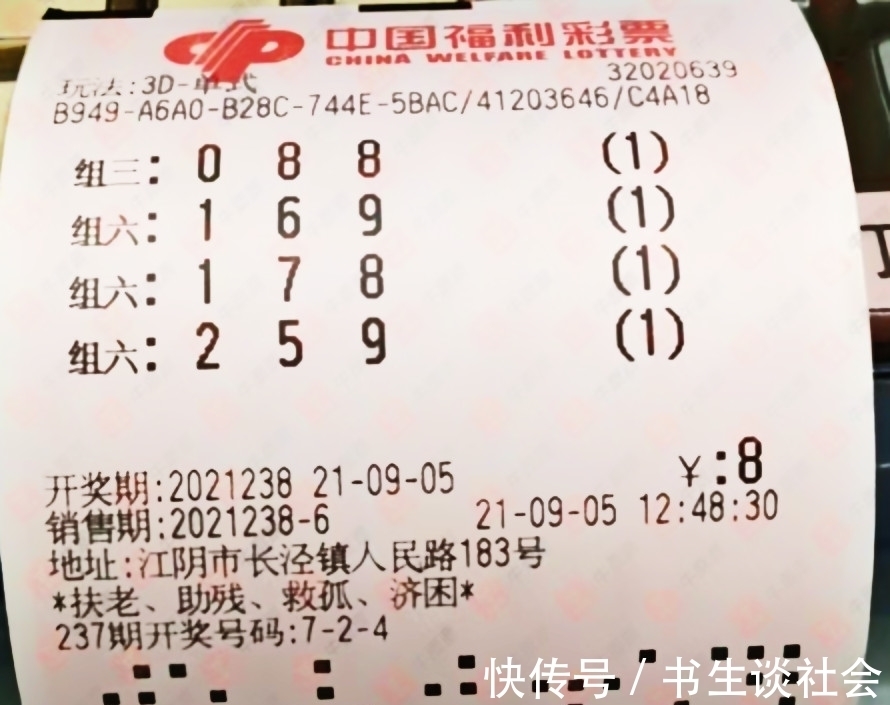 中国福利彩票
CHINA WELFARE LOTTERY
玩法:3D-单式 32020639
B949-A6A0-B28C-744E-5BAC/41203646/C4A18
组三: 0 8 8 (1)
组六: 1 6 9 (1)
组六: 1 7 8 (1)
组六: 2 5 9 (1)
¥:8
开奖期:2021238 21-09-05
销售期:2021238-6 21-09-05 12:48:30
地址:江阴市长泾镇人民路183号
*扶老、助残、救孤、济困*
237期开奖号码:7-2-4
快传号/书生谈社会